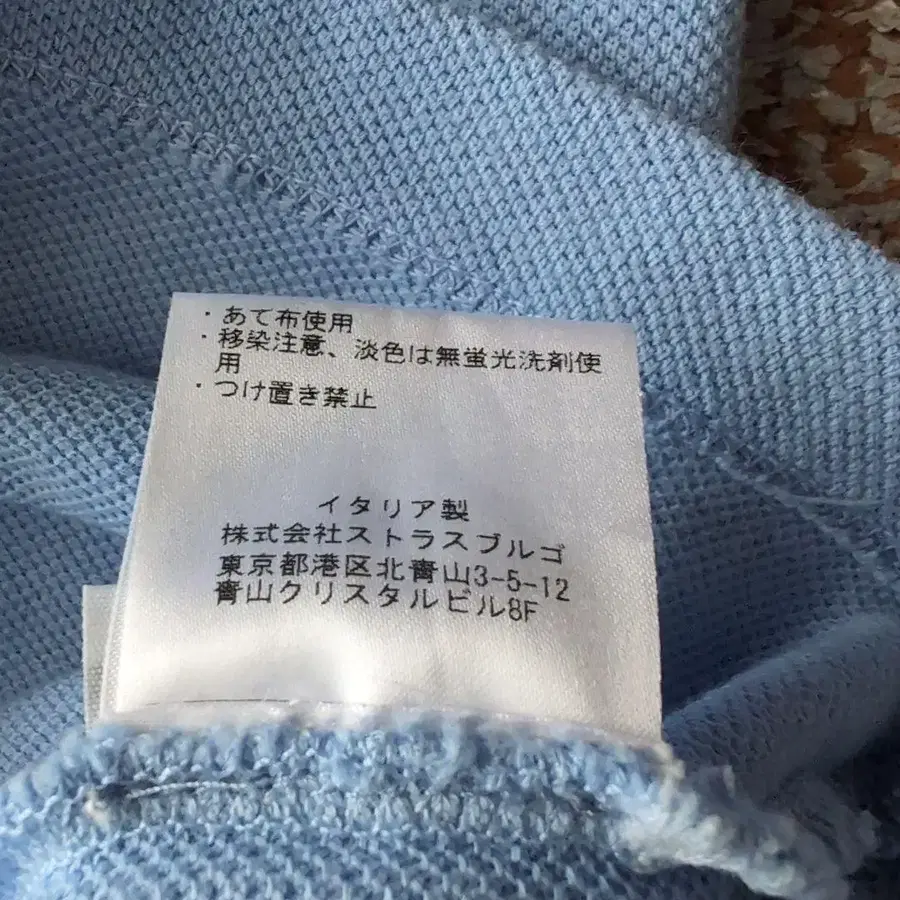 ・あて布使用
・移染注意、淡色は無蛍光洗剤使
用
・つけ置き禁止
イタリア製
株式会社ストラスブルゴ
東京都港区北青山3-5-12
青山クリスタルビル8F